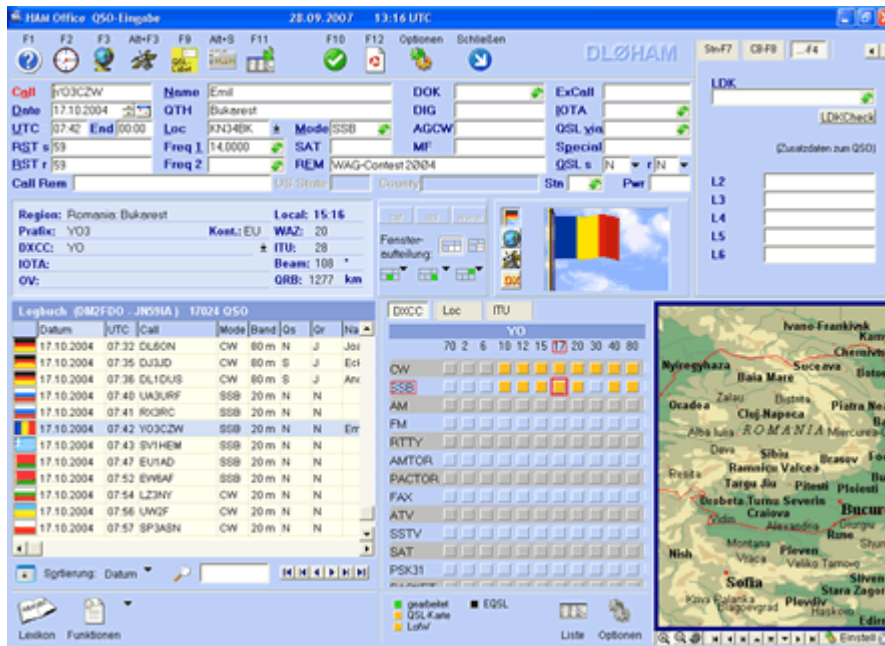 HAM Office QSO-Eingabe 28.09.2007 13:16 UTC
F1 F2 F3 Alt+F3 F9 Alt+S F11 F10 F12 Optionen Schließen
DLØHAM
Stn-F7 CB-F8 ...-F4
Call YO3CZW Name Emil DOK ExCall
Date 17.10.2004 QTH Bukarest DIG IOTA
UTC 07:42 End 00:00 Loc KN34BK Mode SSB AGCW QSL via
RST s 59 Freq 1 14,0000 SAT MF Special
RST r 59 Freq 2 REM WAG-Contest 2004 QSL s N r N
Call Rem US State County Stn Pwr
LDK
LDKCheck
(Zusatzdaten zum QSO)
L2
L3
L4
L5
L6
Region: Romania: Bukarest Local: 15:16
Prefix: YO3 Kont.: EU WAZ: 20
DXCC: YO ITU: 28
IOTA: Beam: 108 °
OV: QRB: 1277 km
Fenster-
aufteilung:
DX
Logbuch (DM2FDO - JN59IA) 17024 QSO
Datum UTC Call Mode Band Qs Qr Na
17.10.2004 07:32 DL6ON CW 80 m N J
17.10.2004 07:35 DJ3JD CW 80 m S J
17.10.2004 07:36 DL1DUS CW 80 m S J
17.10.2004 07:40 UA3URF SSB 20 m N N
17.10.2004 07:41 RX3RC SSB 20 m N N
17.10.2004 07:42 YO3CZW SSB 20 m N N
17.10.2004 07:43 SV1HEM SSB 20 m N N
17.10.2004 07:47 EU1AD SSB 20 m N N
17.10.2004 07:52 EW6AF SSB 20 m N N
17.10.2004 07:54 LZ3NY CW 20 m N N
17.10.2004 07:56 UW2F CW 20 m N N
17.10.2004 07:57 SP3ASN CW 20 m N N
Sortierung: Datum
Lexikon Funktionen
DXCC Loc ITU
YO
70 2 6 10 12 15 17 20 30 40 80
CW
SSB
AM
FM
RTTY
AMTOR
PACTOR
FAX
ATV
SSTV
SAT
PSK31
gearbeitet EQSL
QSL-Karte
LoTW
Liste Optionen
Ivano-Frankivsk
Nyiregyhaza Suceava
Baia Mare
Oradea Zalau Bistrita Piatra
Cluj-Napoca
Alba Iulia ROMANIA
Deva Sibiu Brasov
Resita Ramnicu Valcea
Targu Jiu Pitesti Ploiesti
Drobeta-Turnu Severin
Craiova
Vidin Alexandria Giurgiu
Montana Pleven
Nish Vraca Veliko Tarnovo
Sofia
Stara
Plovdiv
Blagoevgrad